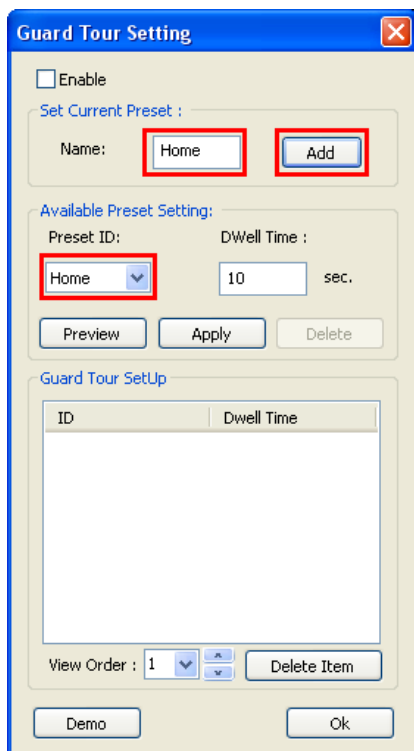 Guard Tour Setting
Enable
Set Current Preset :
Name: Home Add
Available Preset Setting:
Preset ID: DWell Time :
Home 10 sec.
Preview Apply Delete
Guard Tour SetUp
ID Dwell Time
View Order : 1 Delete Item
Demo Ok